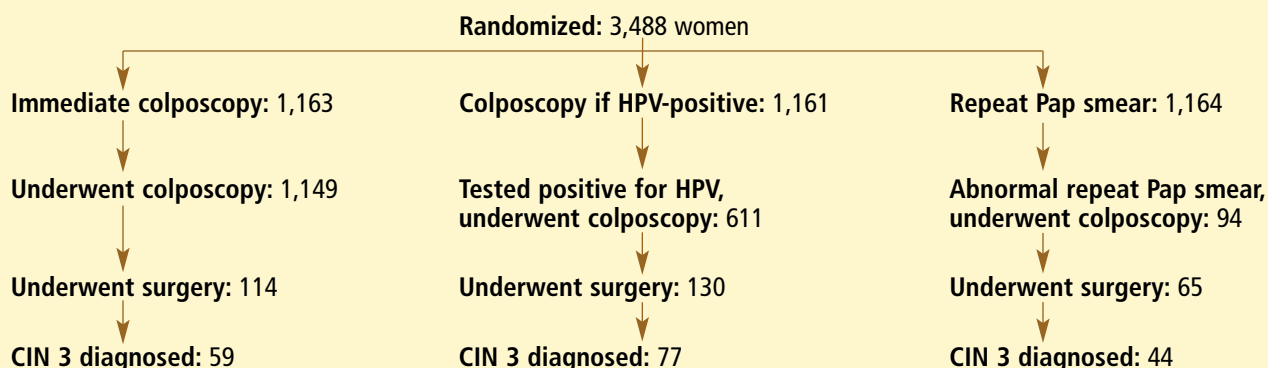 Randomized: 3,488 women
Immediate colposcopy: 1,163
Colposcopy if HPV-positive: 1,161
Repeat Pap smear: 1,164
Underwent colposcopy: 1,149
Tested positive for HPV,
underwent colposcopy: 611
Abnormal repeat Pap smear,
underwent colposcopy: 94
Underwent surgery: 114
Underwent surgery: 130
Underwent surgery: 65
CIN 3 diagnosed: 59
CIN 3 diagnosed: 77
CIN 3 diagnosed: 44